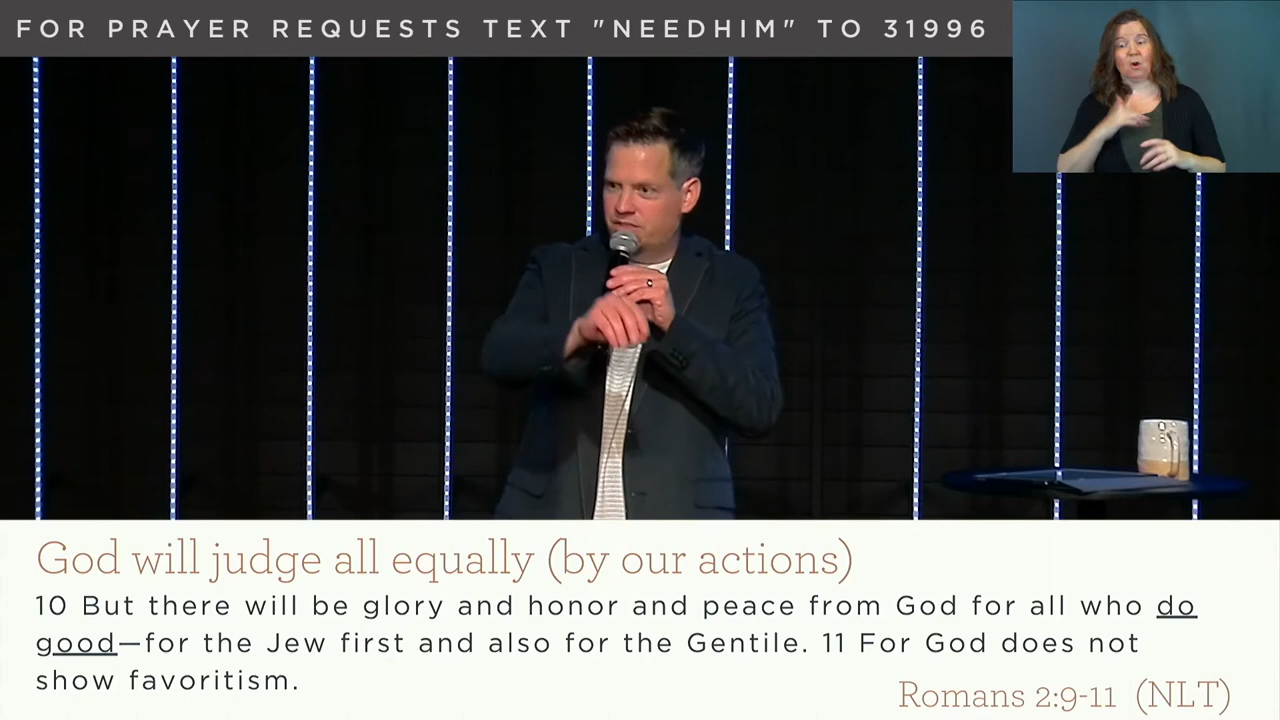 FOR PRAYER REQUESTS TEXT "NEEDHIM" TO 31996
God will judge all equally (by our actions)
10 But there will be glory and honor and peace from God for all who do
good—for the Jew first and also for the Gentile. 11 For God does not
show favoritism.
Romans 2:9-11 (NLT)